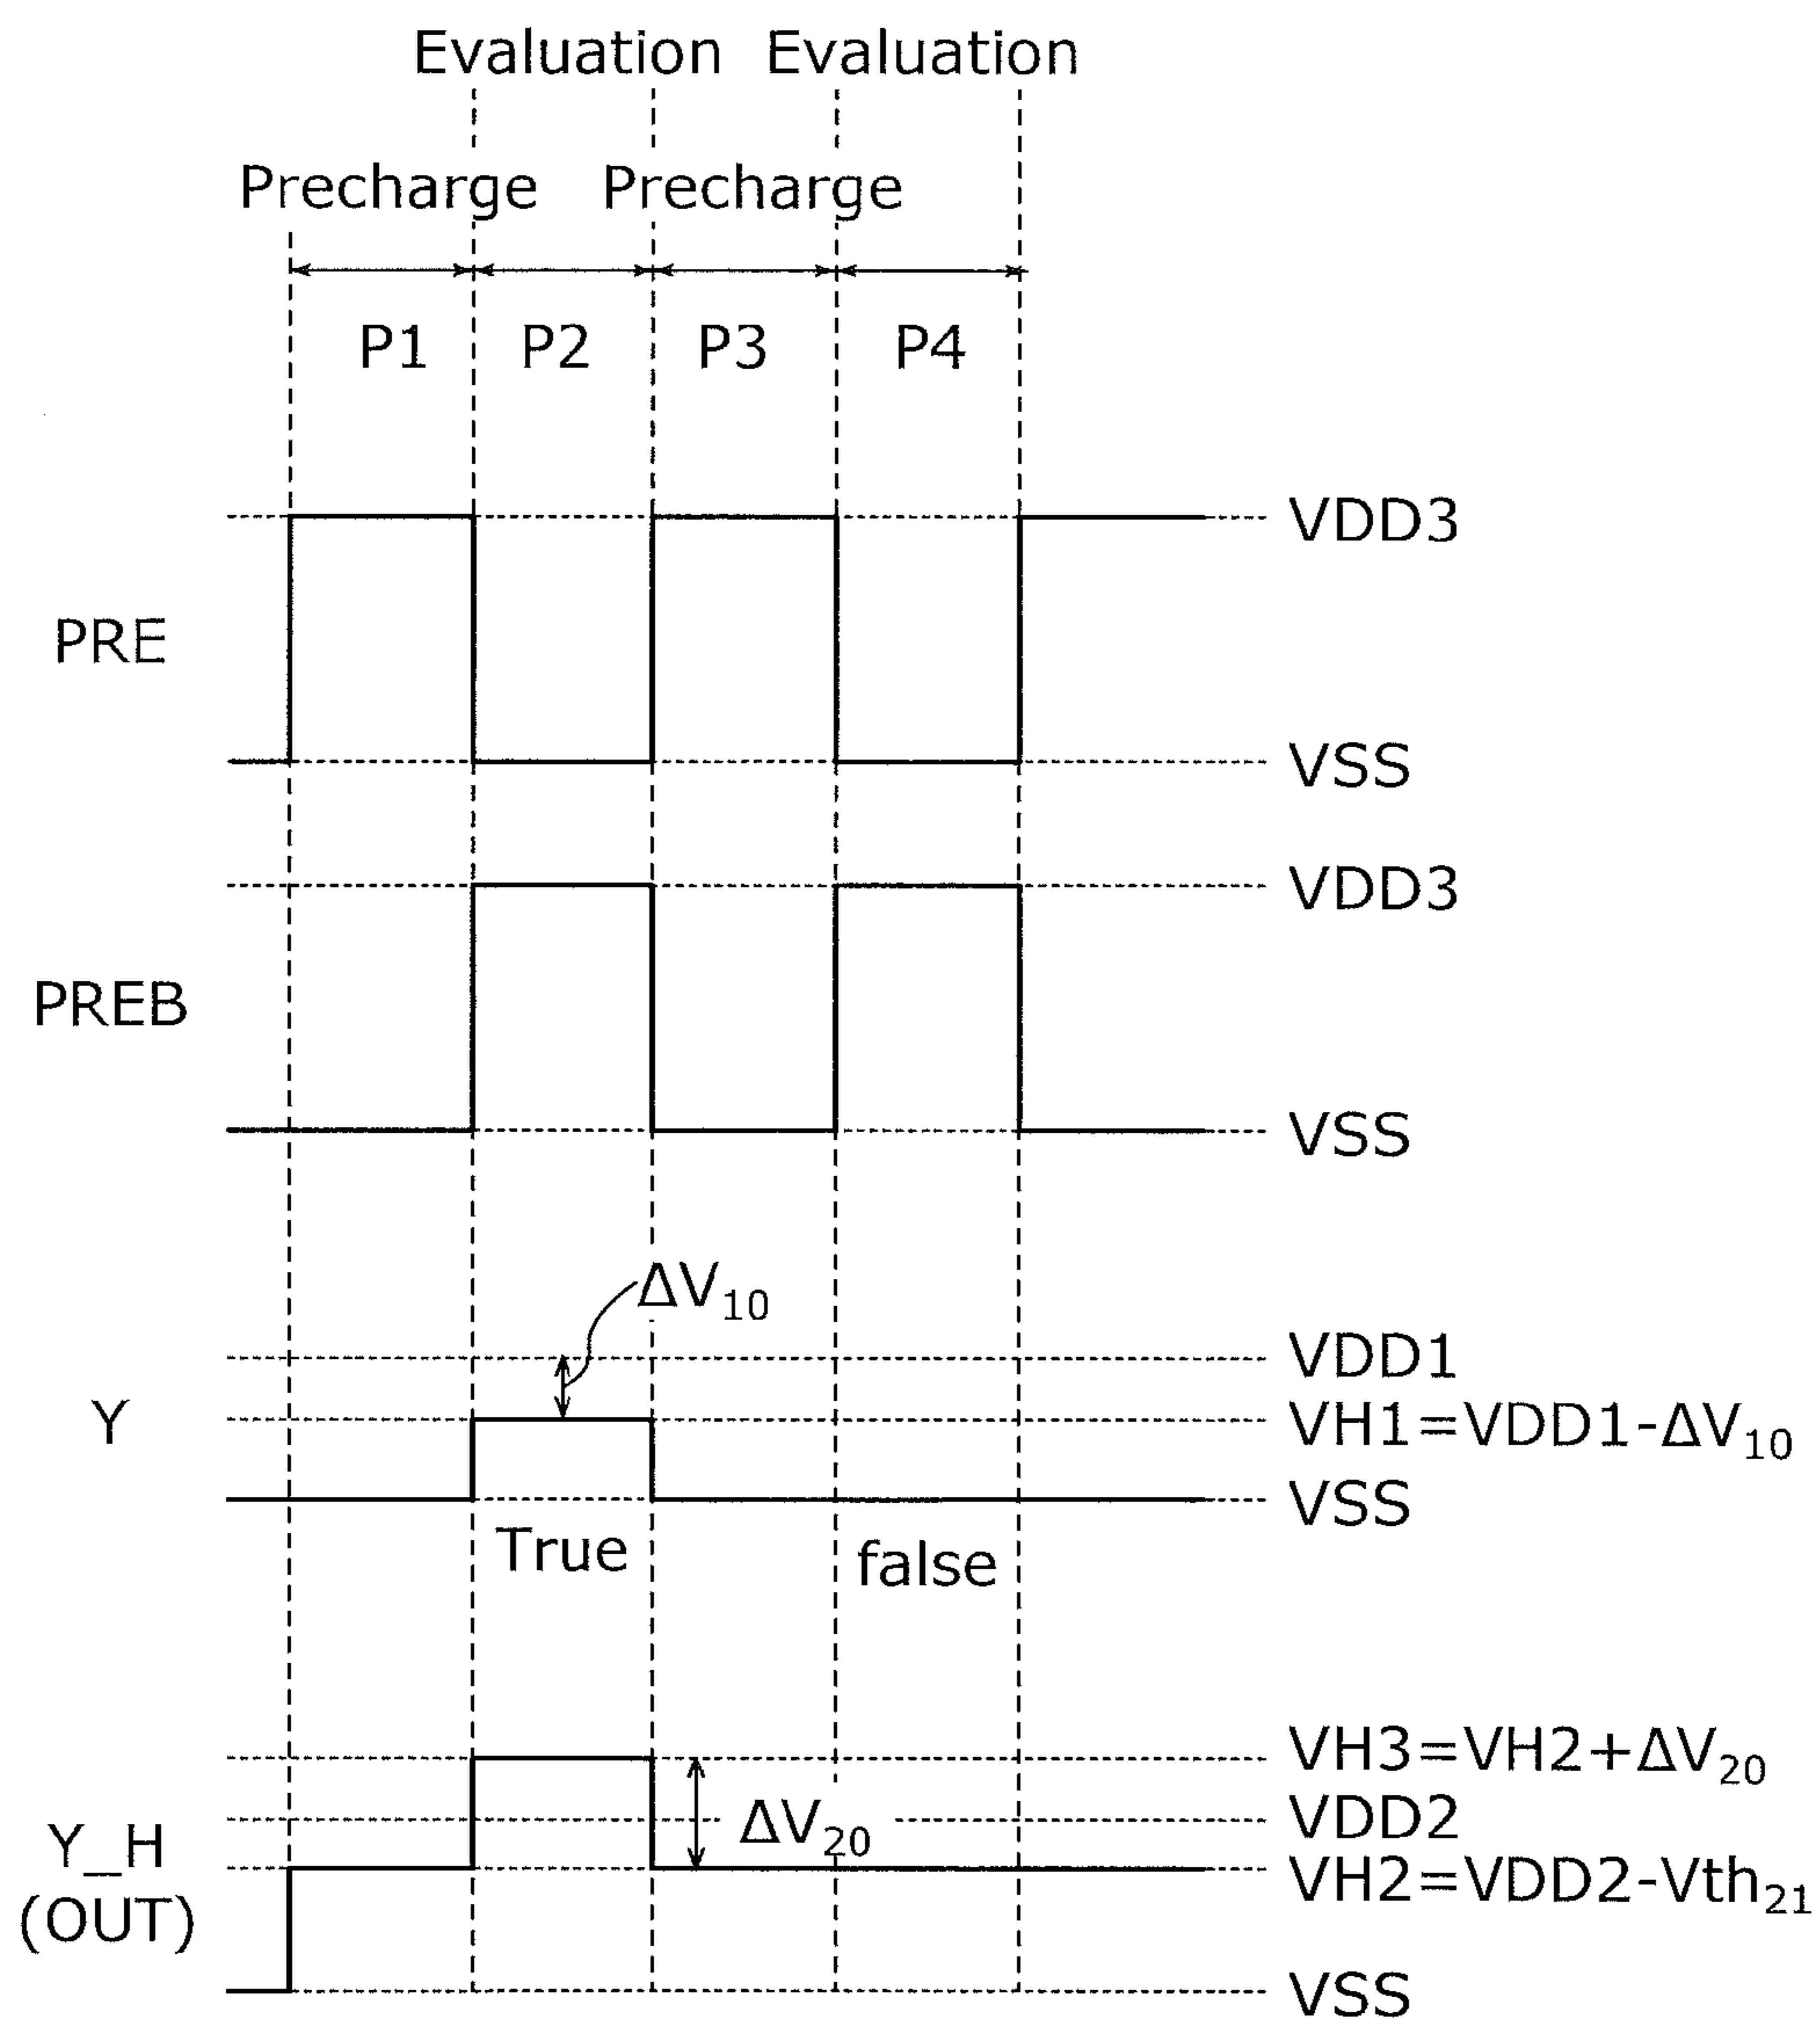 Evaluation Evaluation
Precharge Precharge
P1 P2 P3 P4
VDD3
PRE
VSS
VDD3
PREB
VSS
ΔV10
VDD1
Y
VH1=VDD1-ΔV10
VSS
True
false
VH3=VH2+ΔV20
VDD2
ΔV20
Y_H
(OUT)
VH2=VDD2-Vth21
VSS